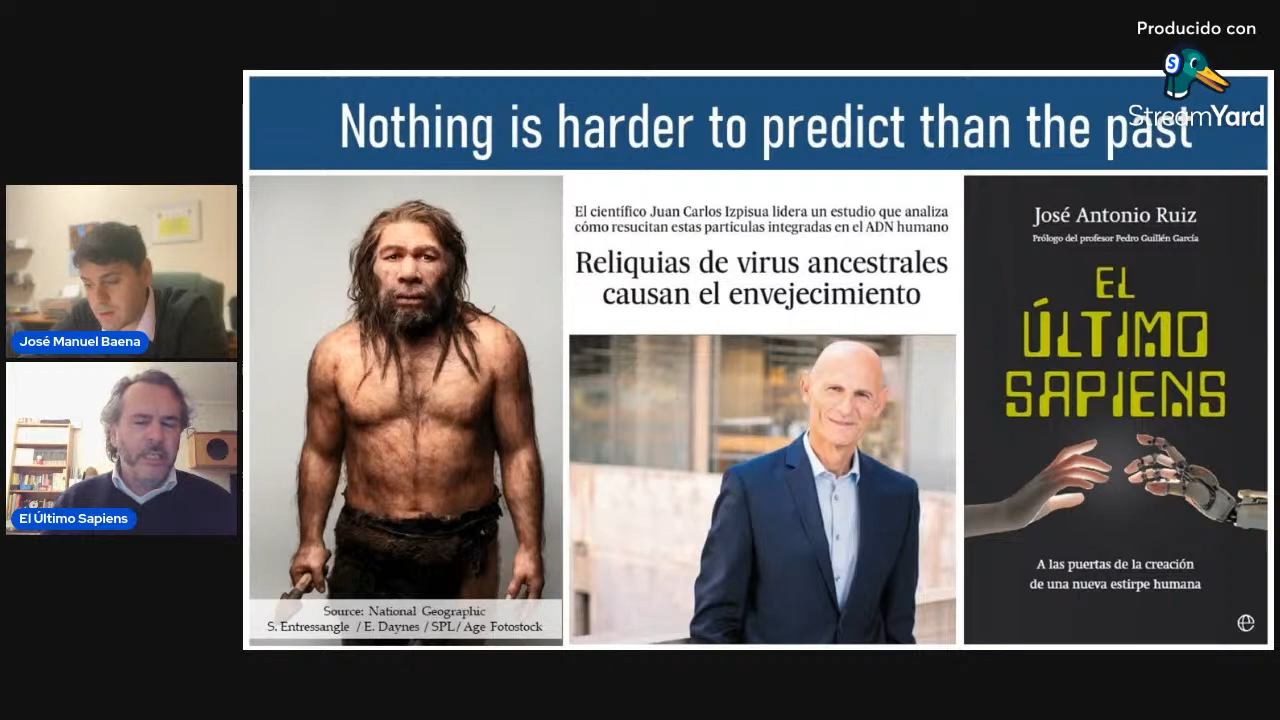 Producido con
StreamYard
Nothing is harder to predict than the past
José Manuel Baena
El Último Sapiens
Source: National Geographic
S. Entressangle / E. Daynes / SPL / Age Fotostock
El científico Juan Carlos Izpisua lidera un estudio que analiza
cómo resucitan estas particulas integradas en el ADN humano
Reliquias de virus ancestrales
causan el envejecimiento
José Antonio Ruiz
Prólogo del profesor Pedro Guillén García
EL
ÚLTIMO
SAPIENS
A las puertas de la creación
de una nueva estirpe humana